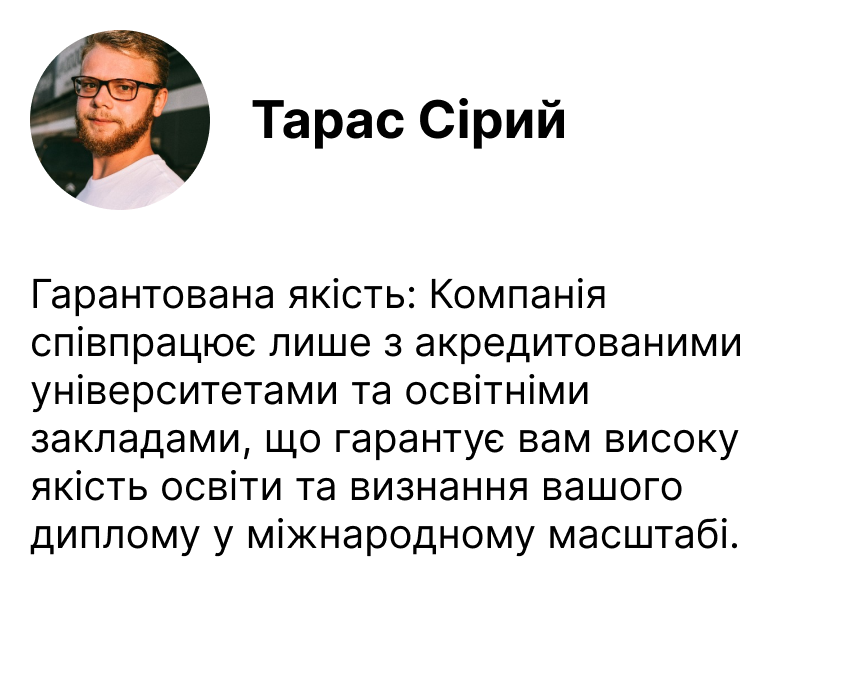 Тарас Сірий
Гарантована якість: Компанія
співпрацює лише з акредитованими
університетами та освітніми
закладами, що гарантує вам високу
якість освіти та визнання вашого
диплому у міжнародному масштабі.